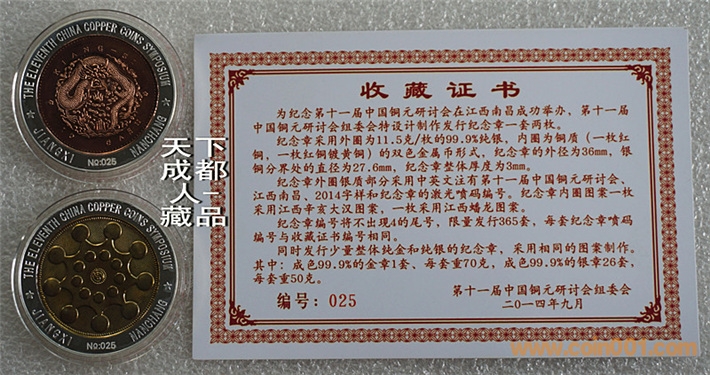 THE ELEVENTH CHINA COPPER COINS SYMPOSIUM
KIANG-
JIANGXI NANCHANG
No:025
THE ELEVENTH CHINA COPPER COINS SYMPOSIUM
JIANGXI NANCHANG
No:025
天下
成都
人-
藏品
收藏证书
为纪念第十一届中国铜元研讨会在江西南昌成功举办，第十一届
中国铜元研讨会组委会特设计制作发行纪念章一套两枚。
纪念章采用外圈为11.5克/枚的99.9%纯银，内圈为铜质（一枚红
铜，一枚红铜镀黄铜）的双色金属币形式，纪念章的外径为36mm，银
铜分界处的直径为27.6mm，纪念章整体厚度为3mm。
纪念章外圈银质部分采用中英文注有第十一届中国铜元研讨会、
江西南昌、2014字样和纪念章的激光喷码编号。纪念章内圈图案一枚
采用江西辛亥大汉图案，一枚采用江西蟠龙图案。
纪念章编号将不出现4的尾号，限量发行365套，每套纪念章喷码
编号与收藏证书编号相同。
同时发行少量整体纯金和纯银的纪念章，采用相同的图案制作。
其中：成色99.9%的金章1套、每套重70克，成色99.9%的银章26套，
每套重50克。
编号：025
第十一届中国铜元研讨会组委会
二〇一四年九月
www.coin001.com